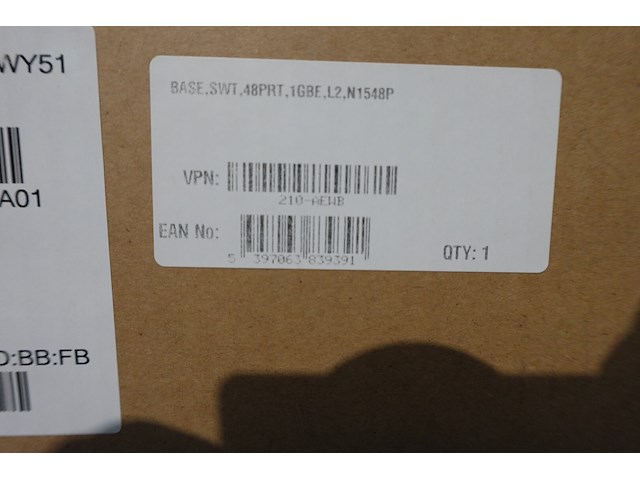 WY51
A01
D:BB:FB
BASE,SWT,48PRT,1GBE,L2,N1548P
VPN:
210-AEWB
EAN No:
5 397063 839391
QTY: 1